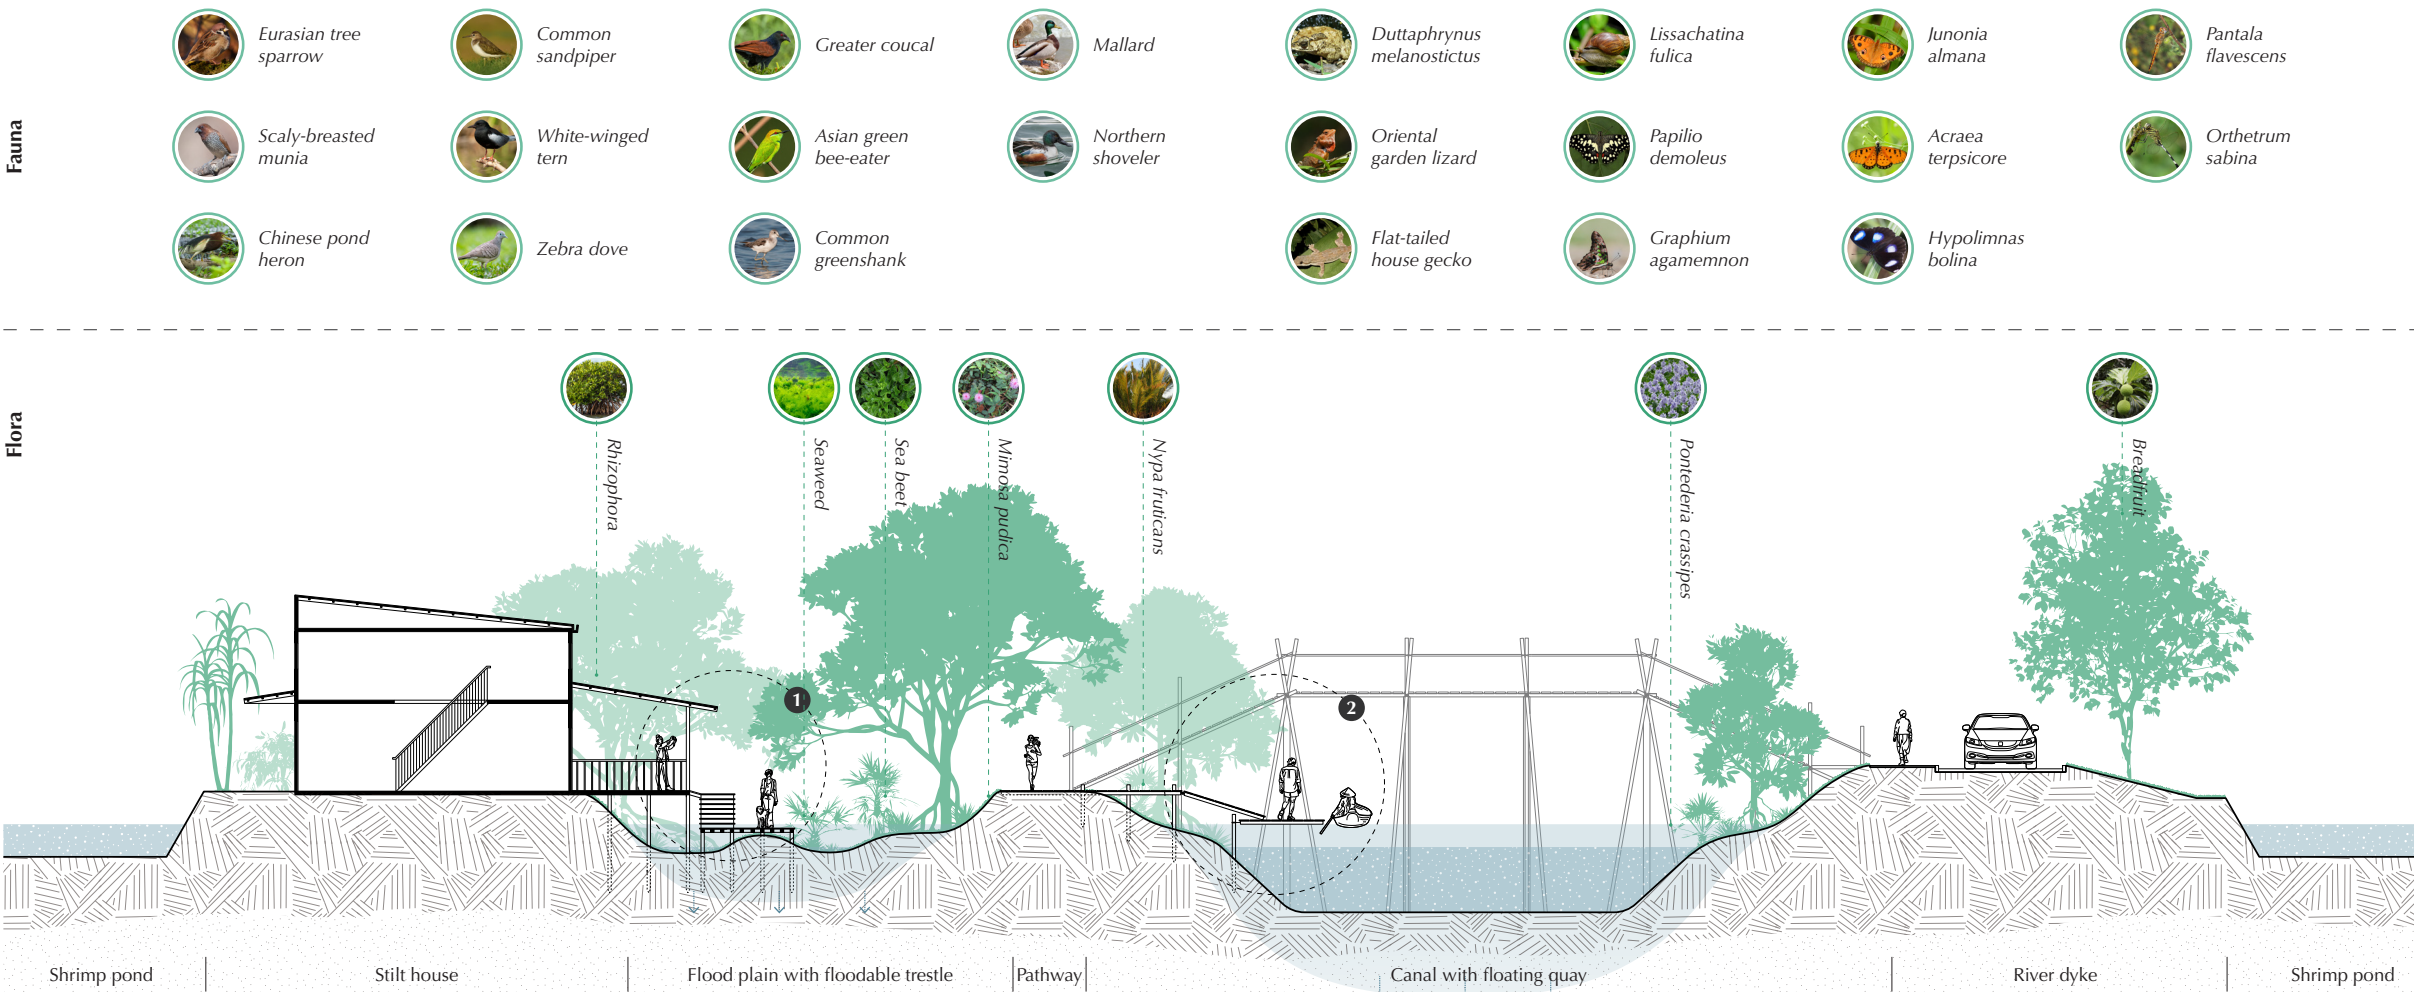 Fauna
Eurasian tree
sparrow
Common
sandpiper
Greater coucal
Mallard
Duttaphrynus
melanostictus
Lissachatina
fulica
Junonia
almana
Pantala
flavescens
Scaly-breasted
munia
White-winged
tern
Asian green
bee-eater
Northern
shoveler
Oriental
garden lizard
Papilio
demoleus
Acraea
terpsicore
Orthetrum
sabina
Chinese pond
heron
Zebra dove
Common
greenshank
Flat-tailed
house gecko
Graphium
agamemnon
Hypolimnas
bolina
Flora
Rhizophora
Seaweed
Sea beet
Mimosa pudica
Nypa fruticans
Pontederia crassipes
Breadfruit
1
2
Shrimp pond
Stilt house
Flood plain with floodable trestle
Pathway
Canal with floating quay
River dyke
Shrimp pond